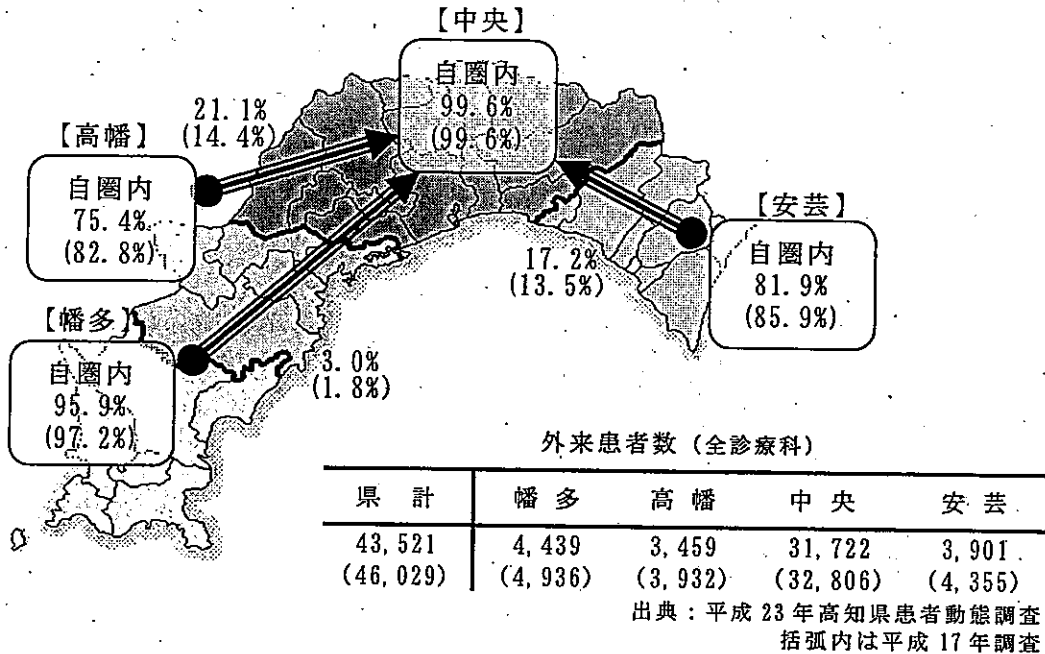 【中央】
自圏内
99.6%
(99.6%)
21.1%
(14.4%)
【高幡】
自圏内
75.4%
(82.8%)
【安芸】
自圏内
81.9%
(85.9%)
17.2%
(13.5%)
【幡多】
自圏内
95.9%
(97.2%)
3.0%
(1.8%)
外来患者数（全診療科）
県計 幡多 高幡 中央 安芸
43,521 4,439 3,459 31,722 3,901
(46,029) (4,936) (3,932) (32,806) (4,355)
出典：平成23年高知県患者動態調査
括弧内は平成17年調査